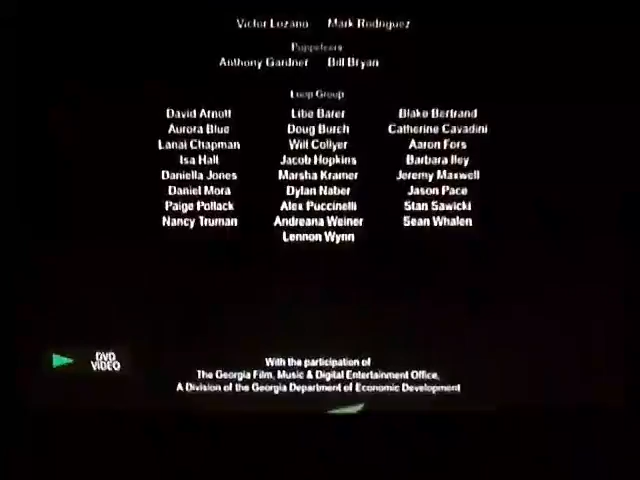 Victor Lozano Mark Rodriguez
Puppeteers
Anthony Gardner Bill Bryan
Loop Group
David Arnott Libe Barer Blake Bertrand
Aurora Blue Doug Burch Catherine Cavadini
Lanai Chapman Will Collyer Aaron Fors
Isa Hall Jacob Hopkins Barbara Iley
Daniella Jones Marsha Kramer Jeremy Maxwell
Daniel Mora Dylan Naber Jason Pace
Paige Pollack Alex Puccinelli Stan Sawicki
Nancy Truman Andreana Weiner Sean Whalen
Lennon Wynn
DVD
VIDEO
With the participation of
The Georgia Film, Music & Digital Entertainment Office,
A Division of the Georgia Department of Economic Development